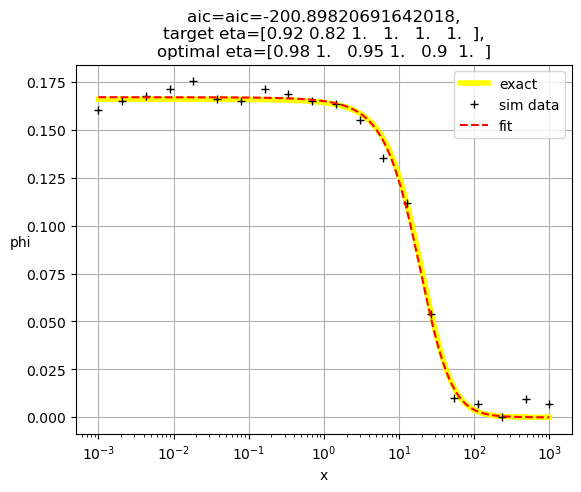 aic=aic=-200.89820691642018,
target eta=[0.92 0.82 1.   1.   1.   1.  ],
optimal eta=[0.98 1.   0.95 1.   0.9  1.  ]
exact
sim data
fit
0.175
0.150
0.125
0.100
0.075
0.050
0.025
0.000
phi
10⁻³ 10⁻² 10⁻¹ 10⁰ 10¹ 10² 10³
x